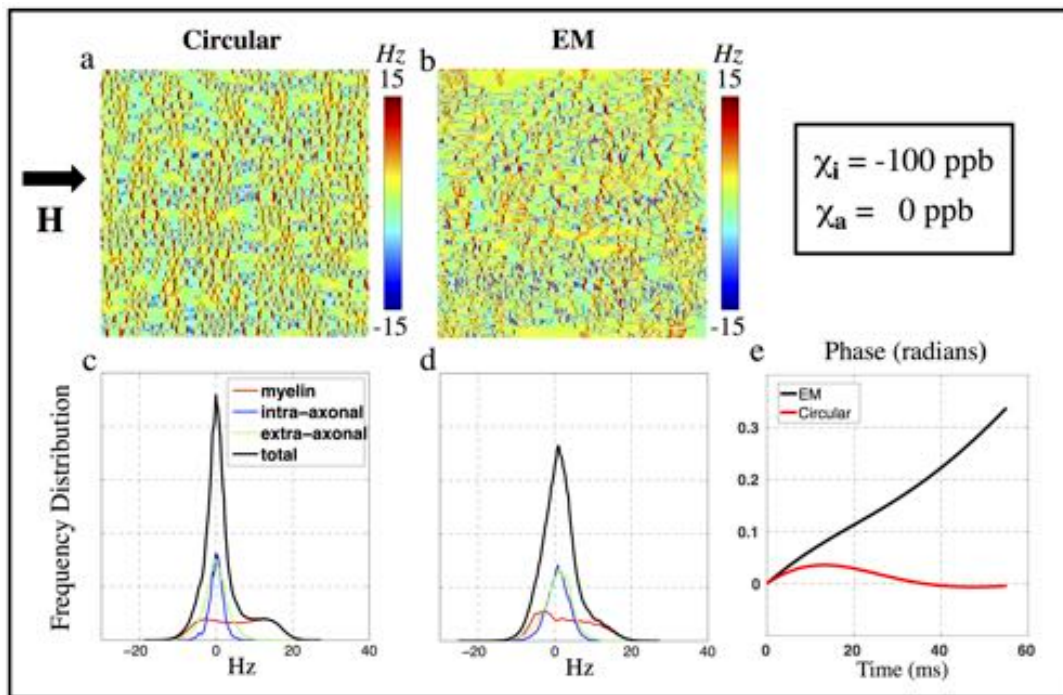 Circular
EM
a
Hz
15
-15
b
Hz
15
-15
H
χi = -100 ppb
χa = 0 ppb
c
myelin
intra-axonal
extra-axonal
total
Frequency Distribution
-20 0 20 40
Hz
d
-20 0 20 40
Hz
e
Phase (radians)
EM
Circular
0.3
0.2
0.1
0
0 20 40 60
Time (ms)